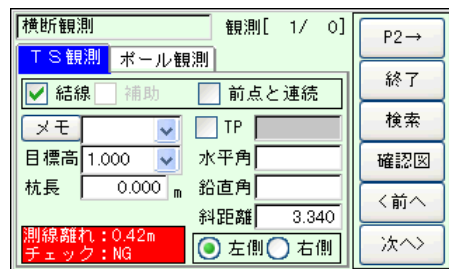 横断観測 観測[ 1/ 0]
ＴＳ観測 ポール観測
結線 補助 前点と連続
メモ TP
目標高 1.000 水平角
杭長 0.000 m 鉛直角
斜距離 3.340
測線離れ：0.42m
チェック：NG
左側 右側
P2→
終了
検索
確認図
＜前へ
次へ＞